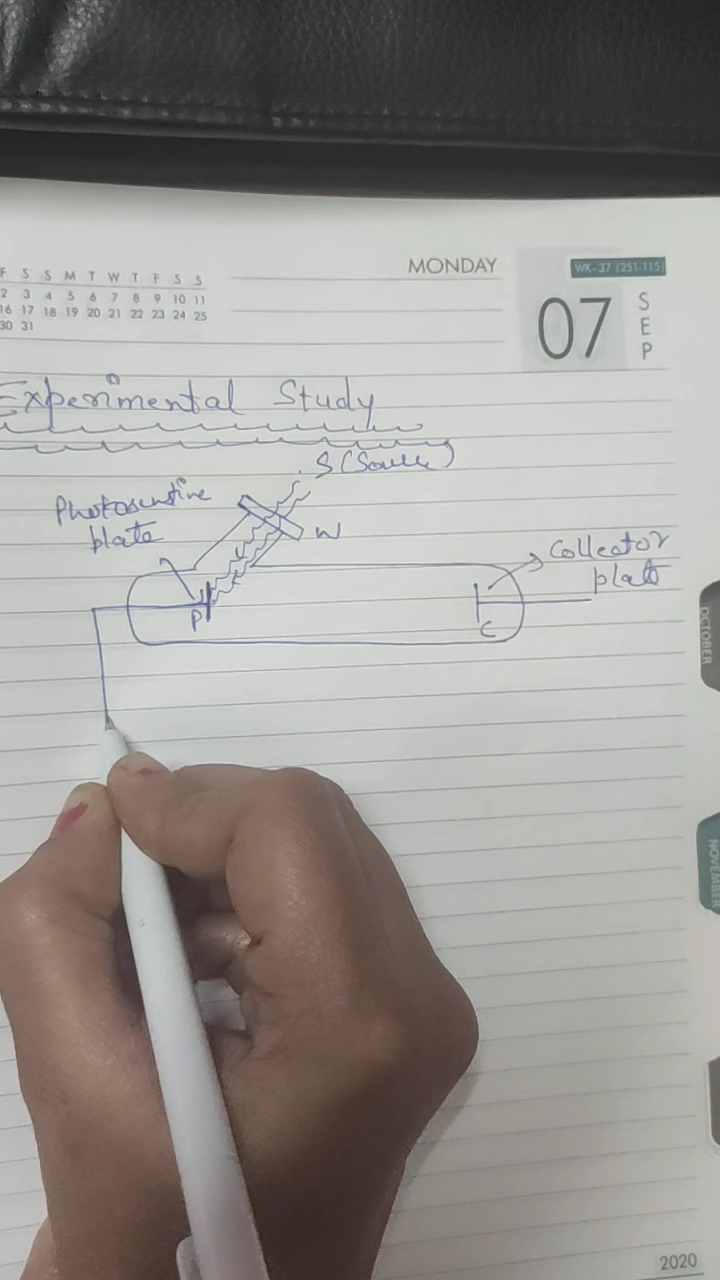 MONDAY
WK-37 (251-115)
07
SEP
F S S M T W T F S S
2 3 4 5 6 7 8 9 10 11
16 17 18 19 20 21 22 23 24 25
30 31
Experimental Study
S (Source)
Photosensitive
plate
W
Collector
plate
P
C
OCTOBER
NOVEMBER
2020